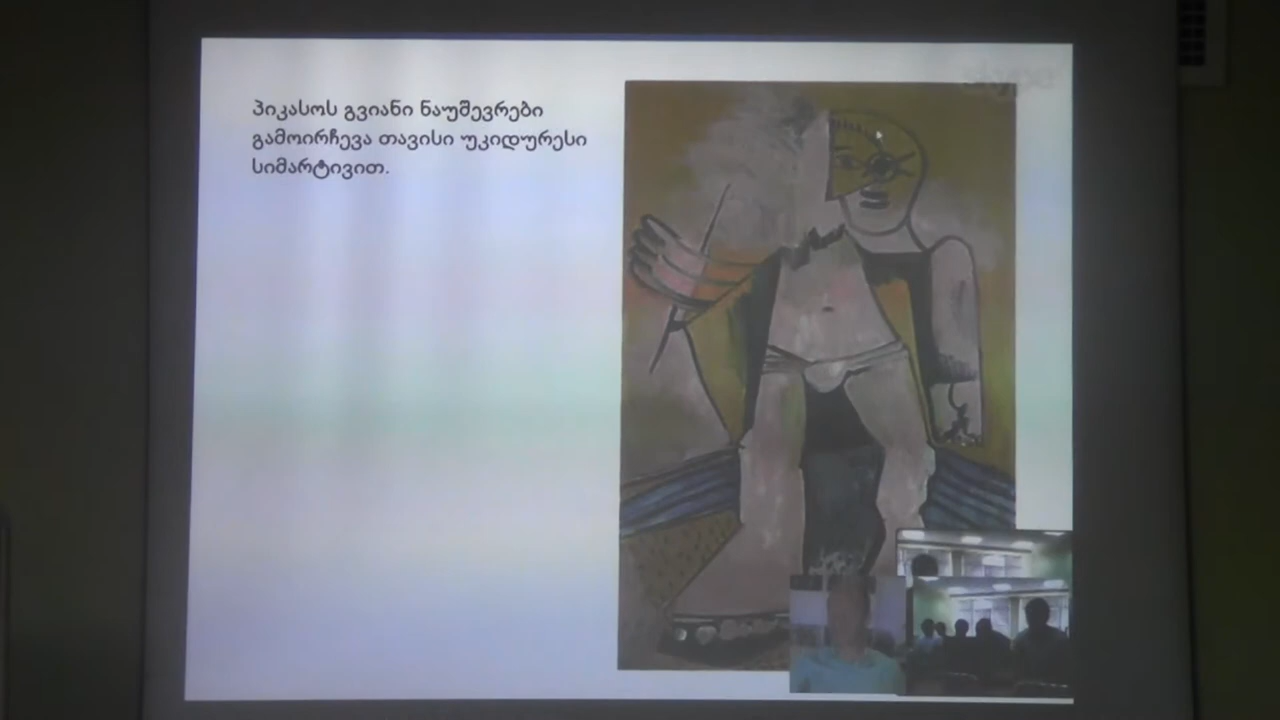 პიკასოს გვიანი ნაუშევრები
გამოირჩევა თავისი უკიდურესი
სიმარტივით.